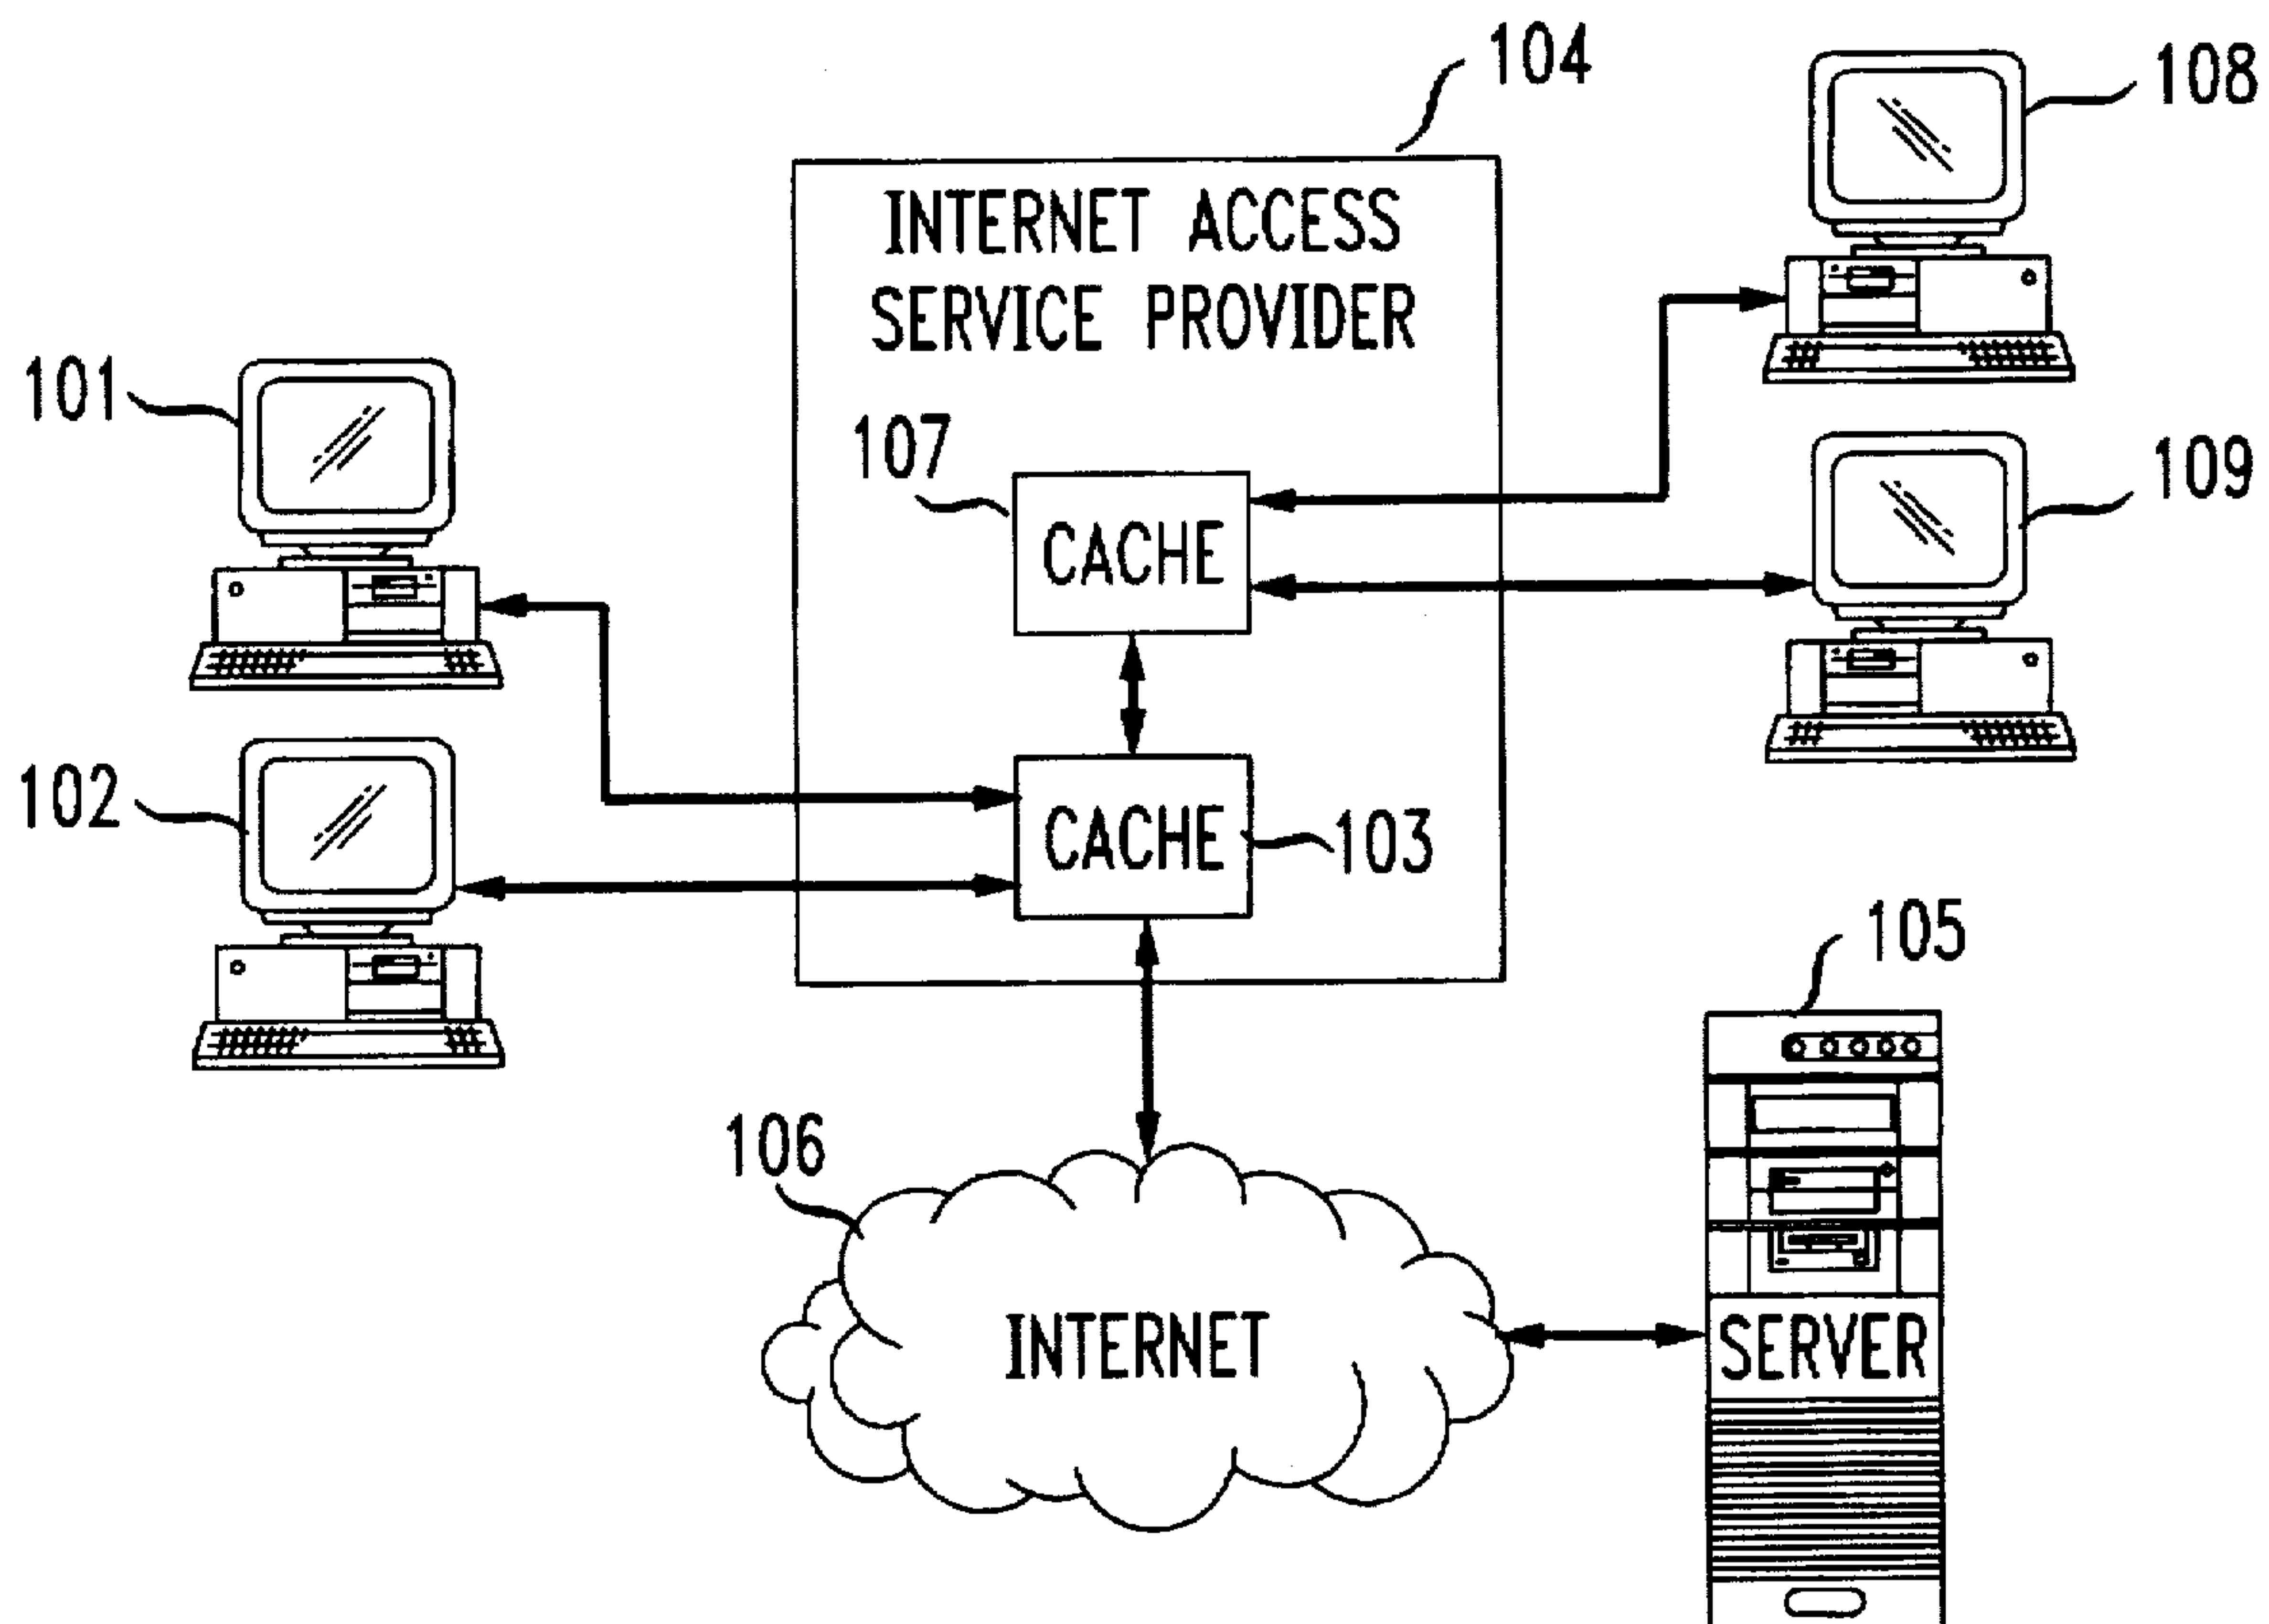 104
108
INTERNET ACCESS
SERVICE PROVIDER
101
107
109
CACHE
102
CACHE
103
105
106
INTERNET
SERVER